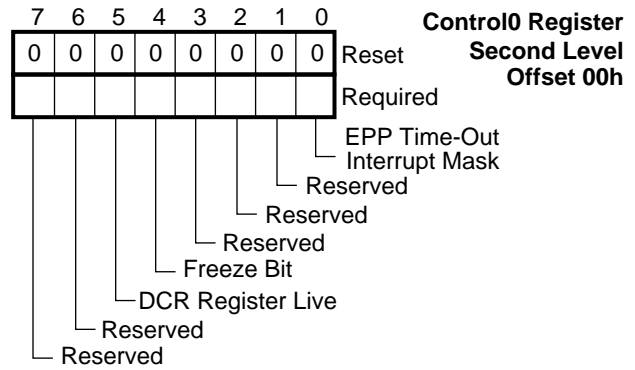 7 6 5 4 3 2 1 0
Control0 Register
Second Level
Offset 00h
0 0 0 0 0 0 0 0 Reset
Required
EPP Time-Out
Interrupt Mask
Reserved
Reserved
Reserved
Freeze Bit
DCR Register Live
Reserved
Reserved